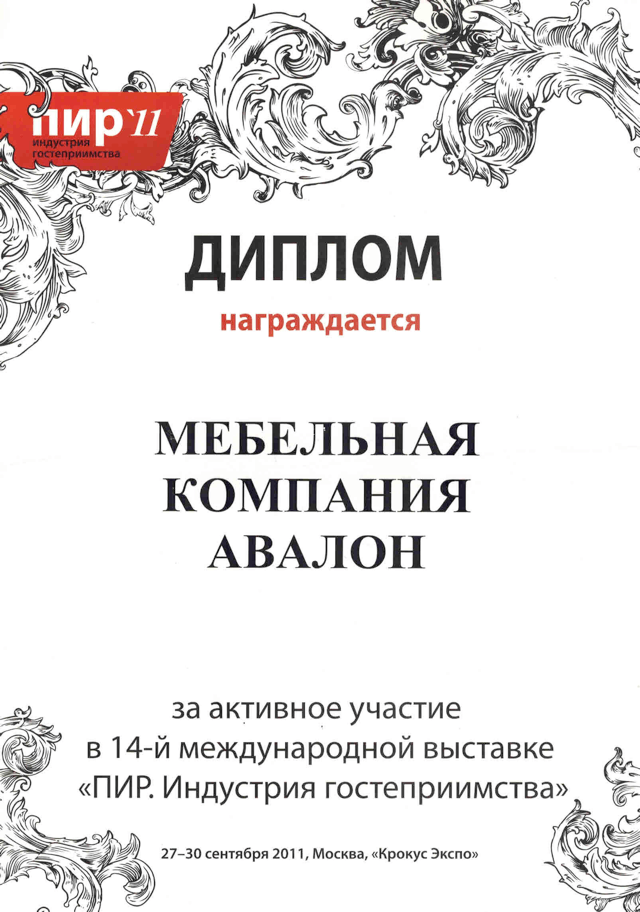 пир'11
индустрия
гостеприимства
ДИПЛОМ
награждается
МЕБЕЛЬНАЯ
КОМПАНИЯ
АВАЛОН
за активное участие
в 14-й международной выставке
«ПИР. Индустрия гостеприимства»
27–30 сентября 2011, Москва, «Крокус Экспо»